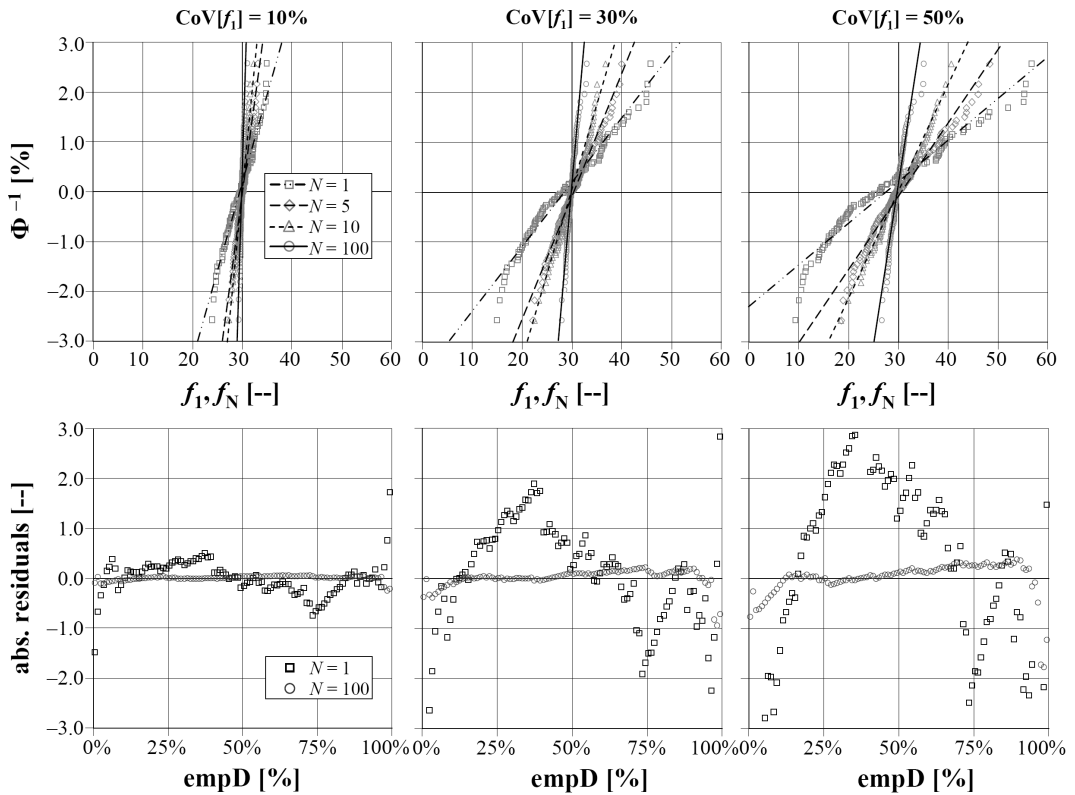 CoV[f₁] = 10%
CoV[f₁] = 30%
CoV[f₁] = 50%
Φ⁻¹ [%]
3.0
2.0
1.0
0.0
–1.0
–2.0
–3.0
N = 1
N = 5
N = 10
N = 100
0 10 20 30 40 50 60
0 10 20 30 40 50 60
0 10 20 30 40 50 60
f₁, f_N [--]
f₁, f_N [--]
f₁, f_N [--]
abs. residuals [--]
3.0
2.0
1.0
0.0
–1.0
–2.0
–3.0
N = 1
N = 100
0% 25% 50% 75% 100%
0% 25% 50% 75% 100%
0% 25% 50% 75% 100%
empD [%]
empD [%]
empD [%]